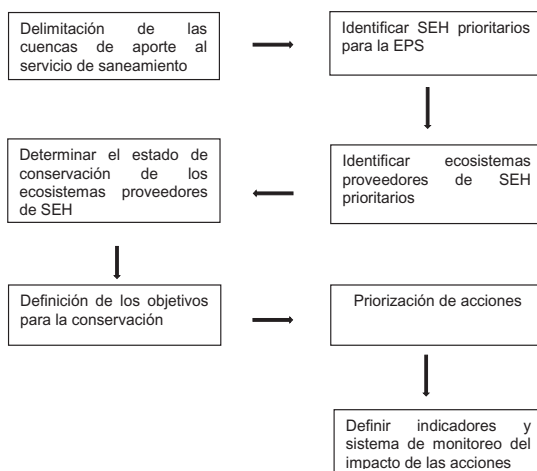 Delimitación de las
cuencas de aporte al
servicio de saneamiento
Identificar SEH prioritarios
para la EPS
Identificar ecosistemas
proveedores de SEH
prioritarios
Determinar el estado de
conservación de los
ecosistemas proveedores
de SEH
Definición de los objetivos
para la conservación
Priorización de acciones
Definir indicadores y
sistema de monitoreo del
impacto de las acciones